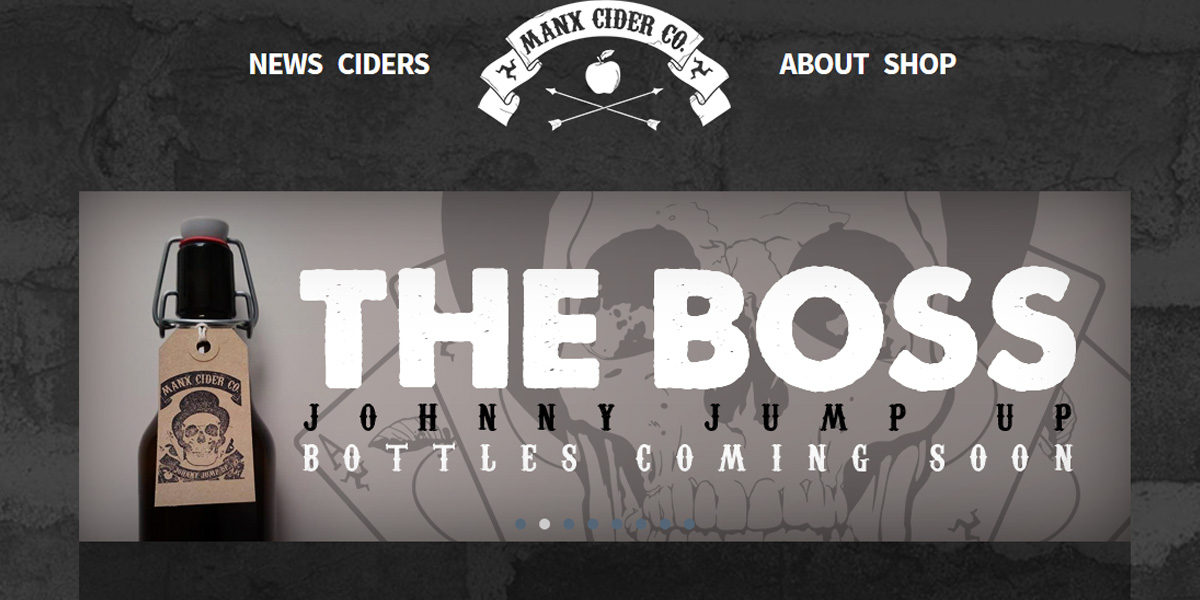 MANX CIDER CO.
NEWS CIDERS
ABOUT SHOP
THE BOSS
JOHNNY JUMP UP
BOTTLES COMING SOON
MANX CIDER CO.
JOHNNY JUMP UP